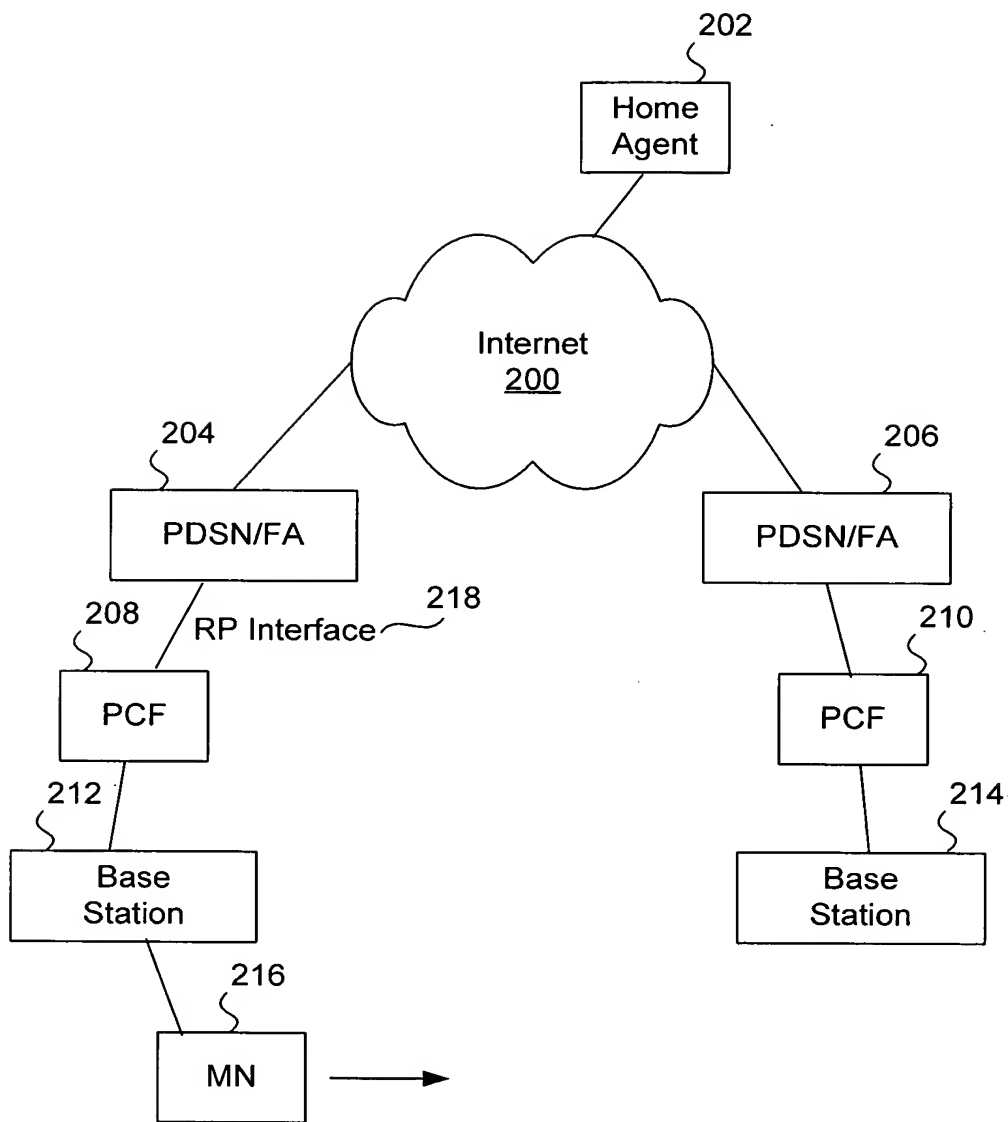 202
Home
Agent
Internet
200
204
206
PDSN/FA
PDSN/FA
208
RP Interface
218
210
PCF
PCF
212
214
Base
Station
Base
Station
216
MN